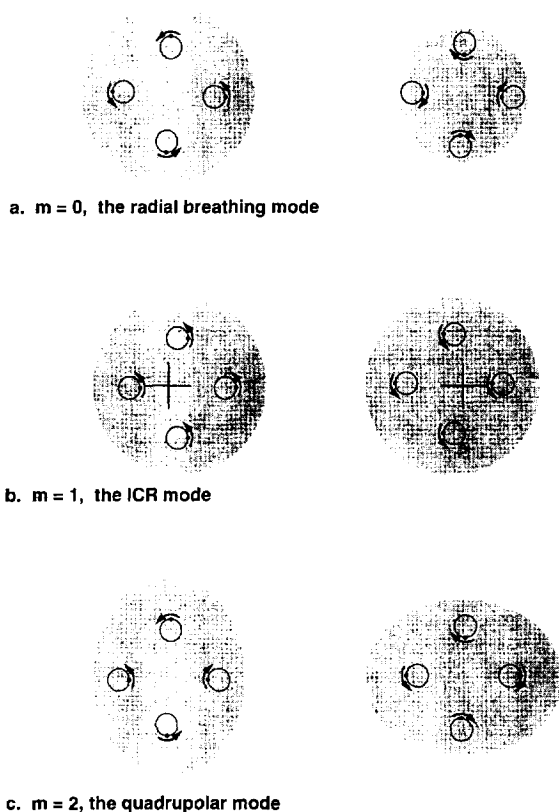 a. m = 0, the radial breathing mode
b. m = 1, the ICR mode
c. m = 2, the quadrupolar mode